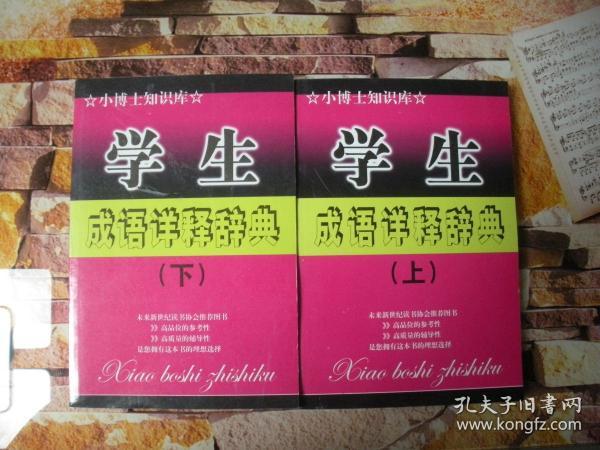 ☆小博士知识库☆
学生
成语详释辞典
(下)
未来新世纪读书协会推荐图书
》》高品位的参考性
》》高质量的辅导性
是您拥有这本书的理想选择
Xiao boshi zhishiku
☆小博士知识库☆
学生
成语详释辞典
(上)
未来新世纪读书协会推荐图书
》》高品位的参考性
》》高质量的辅导性
是您拥有这本书的理想选择
Xiao boshi zhishiku
孔夫子旧書网
www.kongfz.com